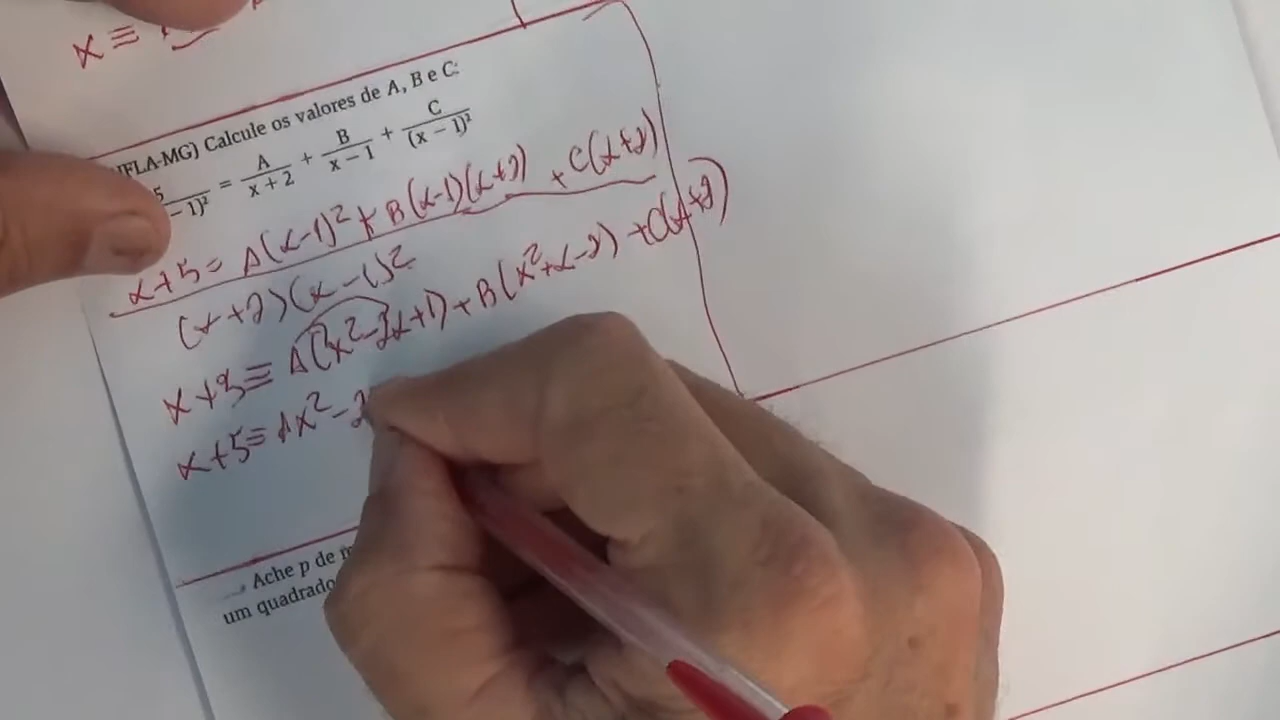 x ≡
(UFLA-MG) Calcule os valores de A, B e C:
5 / - 1)² = A / x + 2 + B / x - 1 + C / (x - 1)²
x+5 = A(x-1)² + B(x-1)(x+2) + C(x+2)
(x+2)(x-1)²
x+5 ≡ A(x²-2x+1) + B(x²+x-2) + C(x+2)
x+5 ≡ Ax² - 2
Ache p de
um quadrado